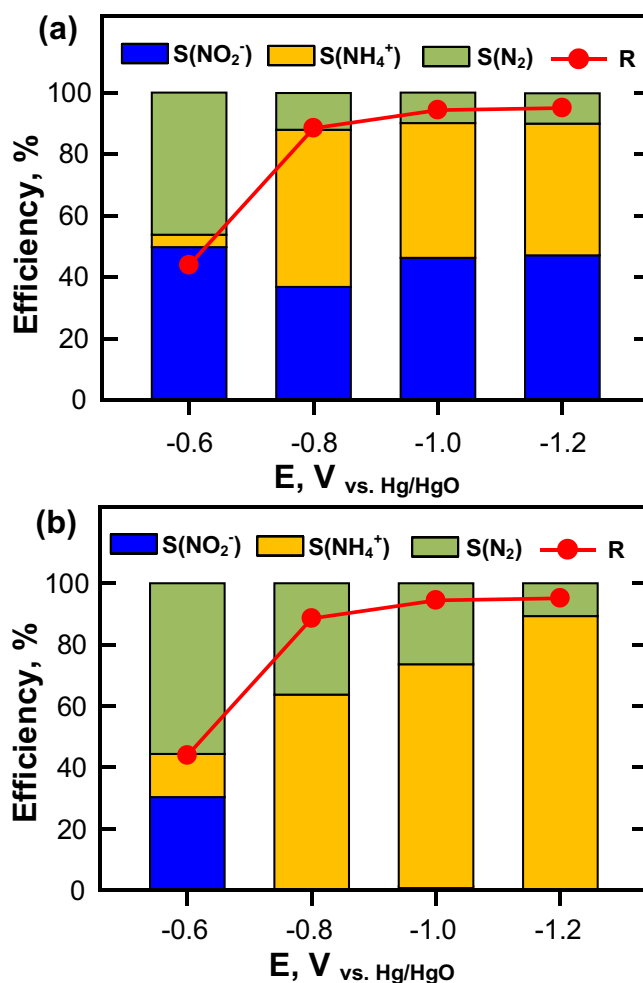 (a)
S(NO₂⁻) S(NH₄⁺) S(N₂) R
Efficiency, %
100
80
60
40
20
0
-0.6 -0.8 -1.0 -1.2
E, V vs. Hg/HgO
(b)
S(NO₂⁻) S(NH₄⁺) S(N₂) R
Efficiency, %
100
80
60
40
20
0
-0.6 -0.8 -1.0 -1.2
E, V vs. Hg/HgO